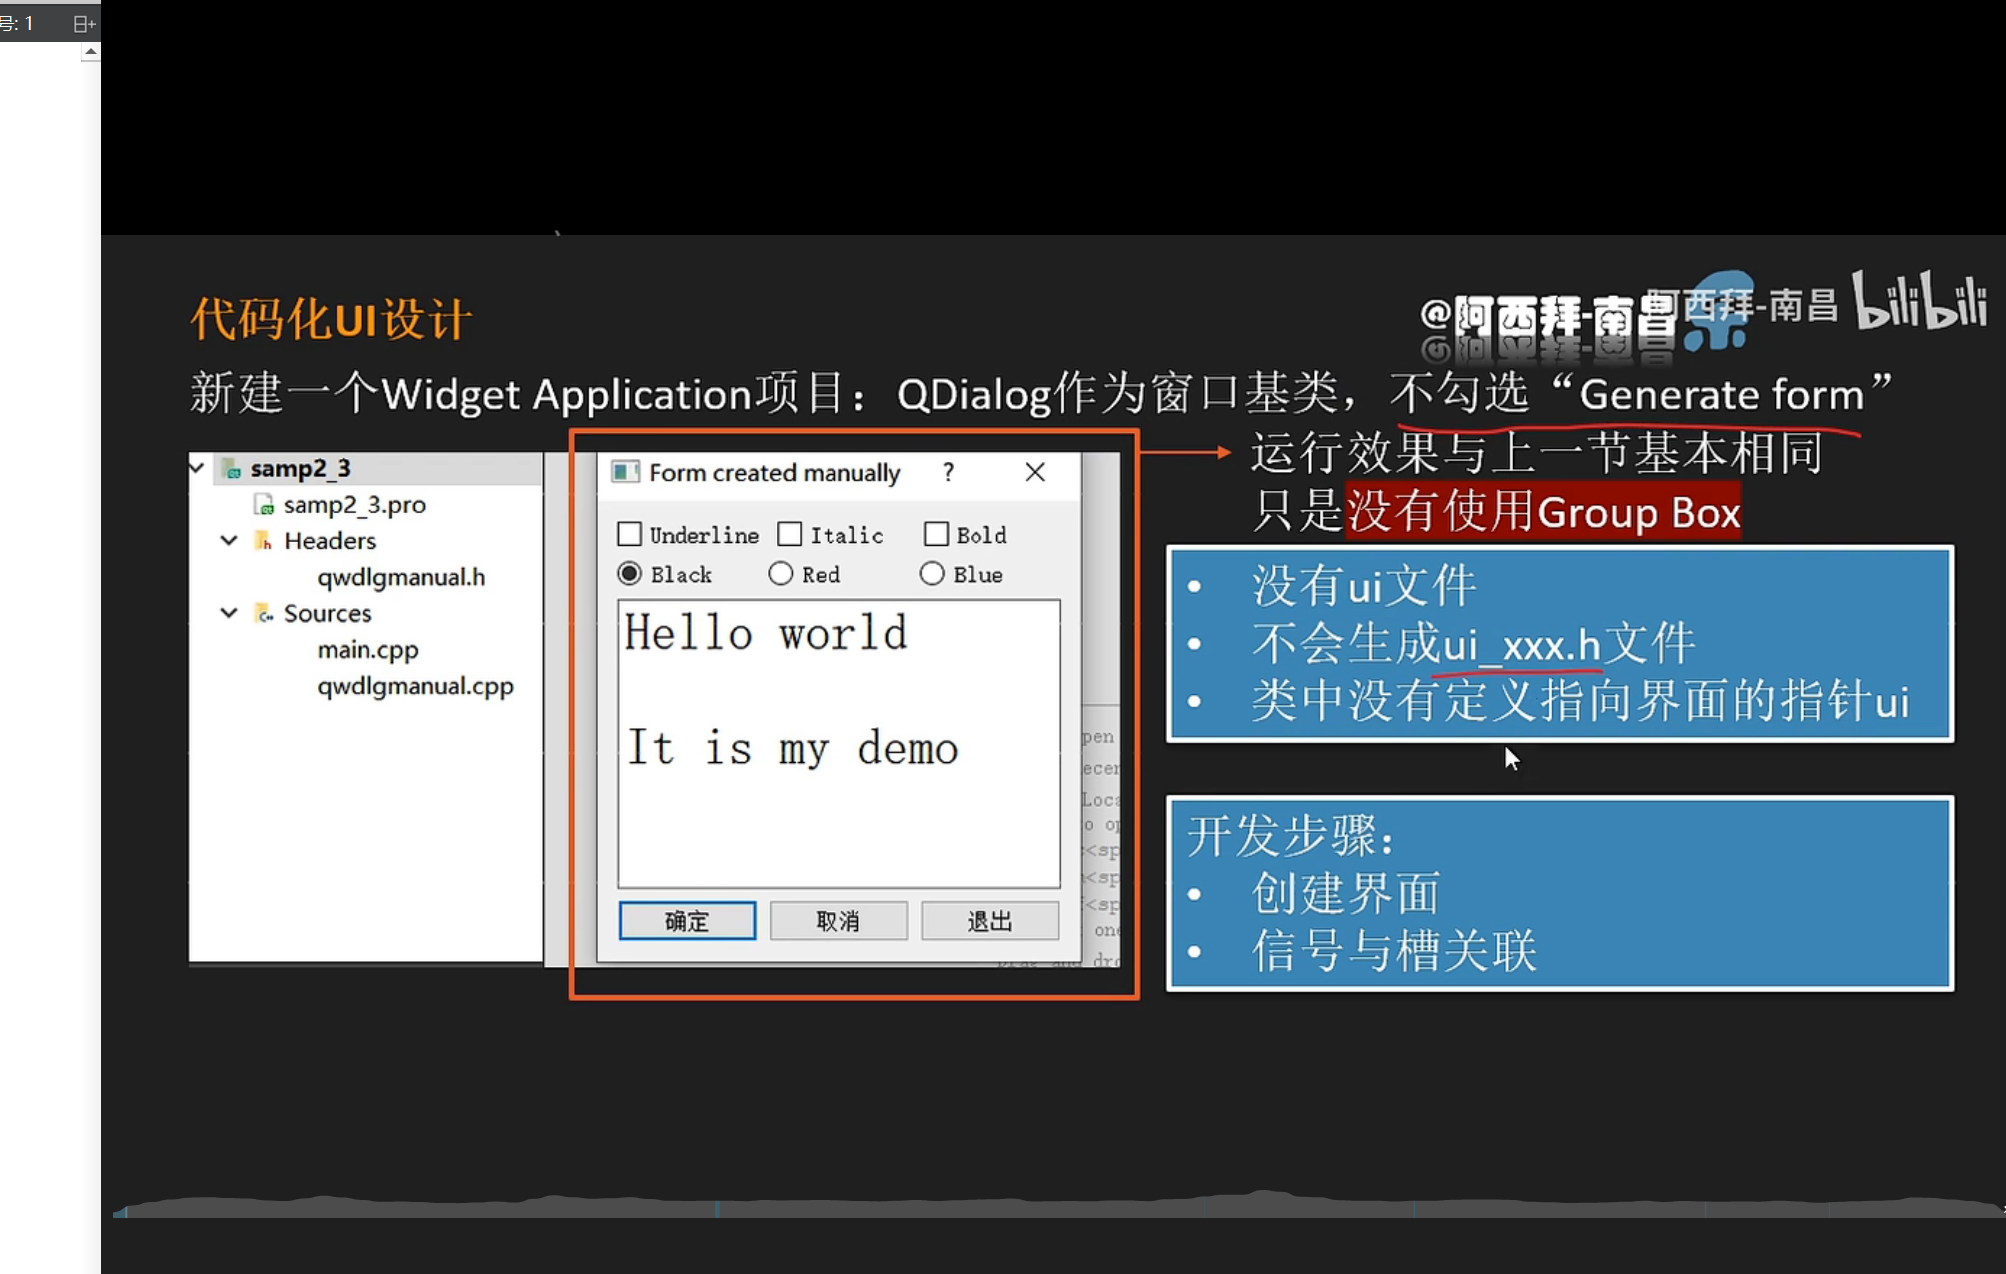 号: 1
代码化UI设计
@阿西拜-南昌
阿西拜-南昌 bilibili
新建一个Widget Application项目：QDialog作为窗口基类，不勾选“Generate form”
运行效果与上一节基本相同
只是没有使用Group Box
samp2_3
samp2_3.pro
Headers
qwdlgmanual.h
Sources
main.cpp
qwdlgmanual.cpp
Form created manually ?
Underline Italic Bold
Black Red Blue
Hello world
It is my demo
确定 取消 退出
• 没有ui文件
• 不会生成ui_xxx.h文件
• 类中没有定义指向界面的指针ui
开发步骤：
• 创建界面
• 信号与槽关联